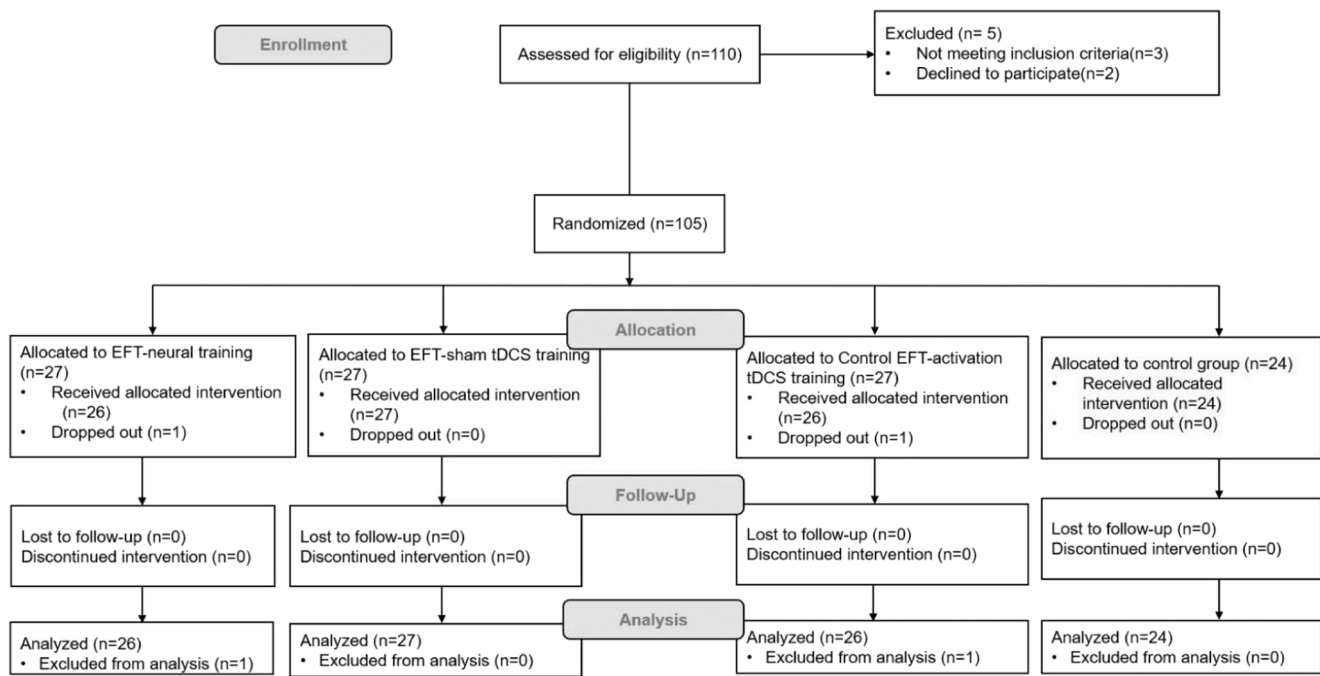 Enrollment
Assessed for eligibility (n=110)
Excluded (n= 5)
• Not meeting inclusion criteria(n=3)
• Declined to participate(n=2)
Randomized (n=105)
Allocation
Allocated to EFT-neural training
(n=27)
• Received allocated intervention
(n=26)
• Dropped out (n=1)
Allocated to EFT-sham tDCS training
(n=27)
• Received allocated intervention
(n=27)
• Dropped out (n=0)
Allocated to Control EFT-activation
tDCS training (n=27)
• Received allocated intervention
(n=26)
• Dropped out (n=1)
Allocated to control group (n=24)
• Received allocated
intervention (n=24)
• Dropped out (n=0)
Follow-Up
Lost to follow-up (n=0)
Discontinued intervention (n=0)
Lost to follow-up (n=0)
Discontinued intervention (n=0)
Lost to follow-up (n=0)
Discontinued intervention (n=0)
Lost to follow-up (n=0)
Discontinued intervention (n=0)
Analysis
Analyzed (n=26)
• Excluded from analysis (n=1)
Analyzed (n=27)
• Excluded from analysis (n=0)
Analyzed (n=26)
• Excluded from analysis (n=1)
Analyzed (n=24)
• Excluded from analysis (n=0)